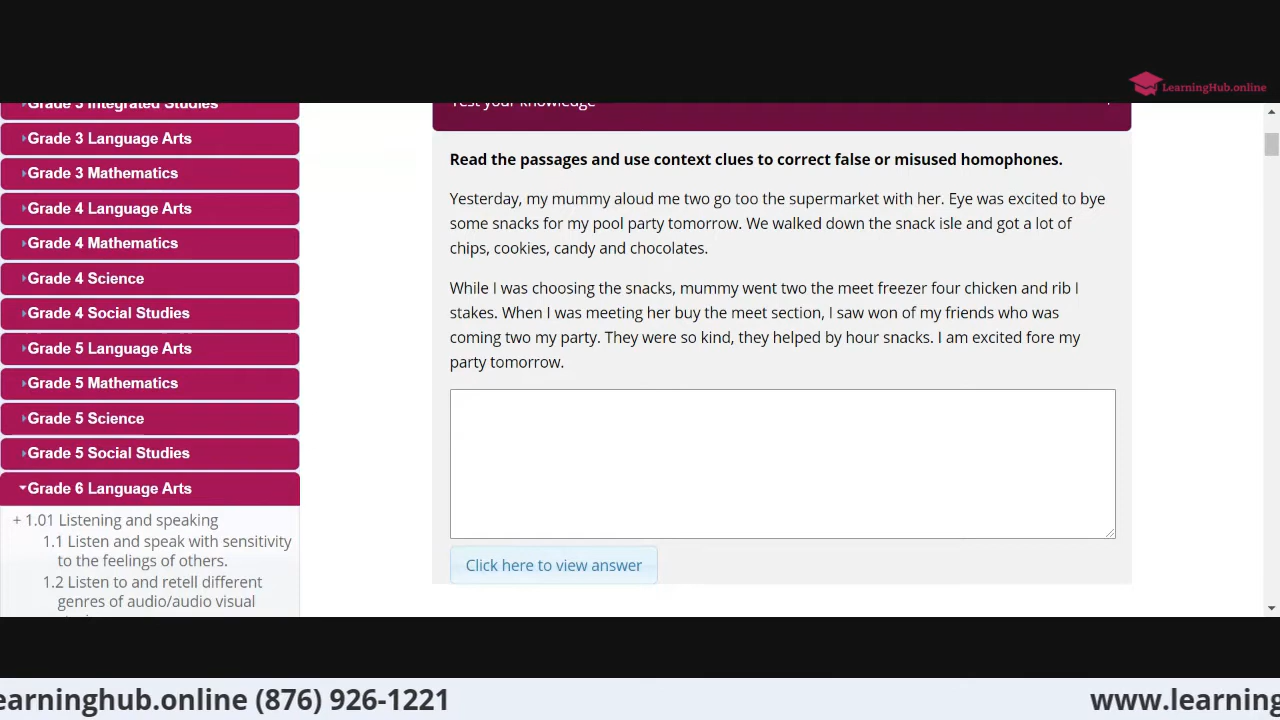 LearningHub.online
Grade 3 Integrated Studies
Grade 3 Language Arts
Grade 3 Mathematics
Grade 4 Language Arts
Grade 4 Mathematics
Grade 4 Science
Grade 4 Social Studies
Grade 5 Language Arts
Grade 5 Mathematics
Grade 5 Science
Grade 5 Social Studies
Grade 6 Language Arts
+ 1.01 Listening and speaking
1.1 Listen and speak with sensitivity
to the feelings of others.
1.2 Listen to and retell different
genres of audio/audio visual
Test your knowledge
Read the passages and use context clues to correct false or misused homophones.
Yesterday, my mummy aloud me two go too the supermarket with her. Eye was excited to bye
some snacks for my pool party tomorrow. We walked down the snack isle and got a lot of
chips, cookies, candy and chocolates.
While I was choosing the snacks, mummy went two the meet freezer four chicken and rib I
stakes. When I was meeting her buy the meet section, I saw won of my friends who was
coming two my party. They were so kind, they helped by hour snacks. I am excited fore my
party tomorrow.
Click here to view answer
earninghub.online (876) 926-1221
www.learning